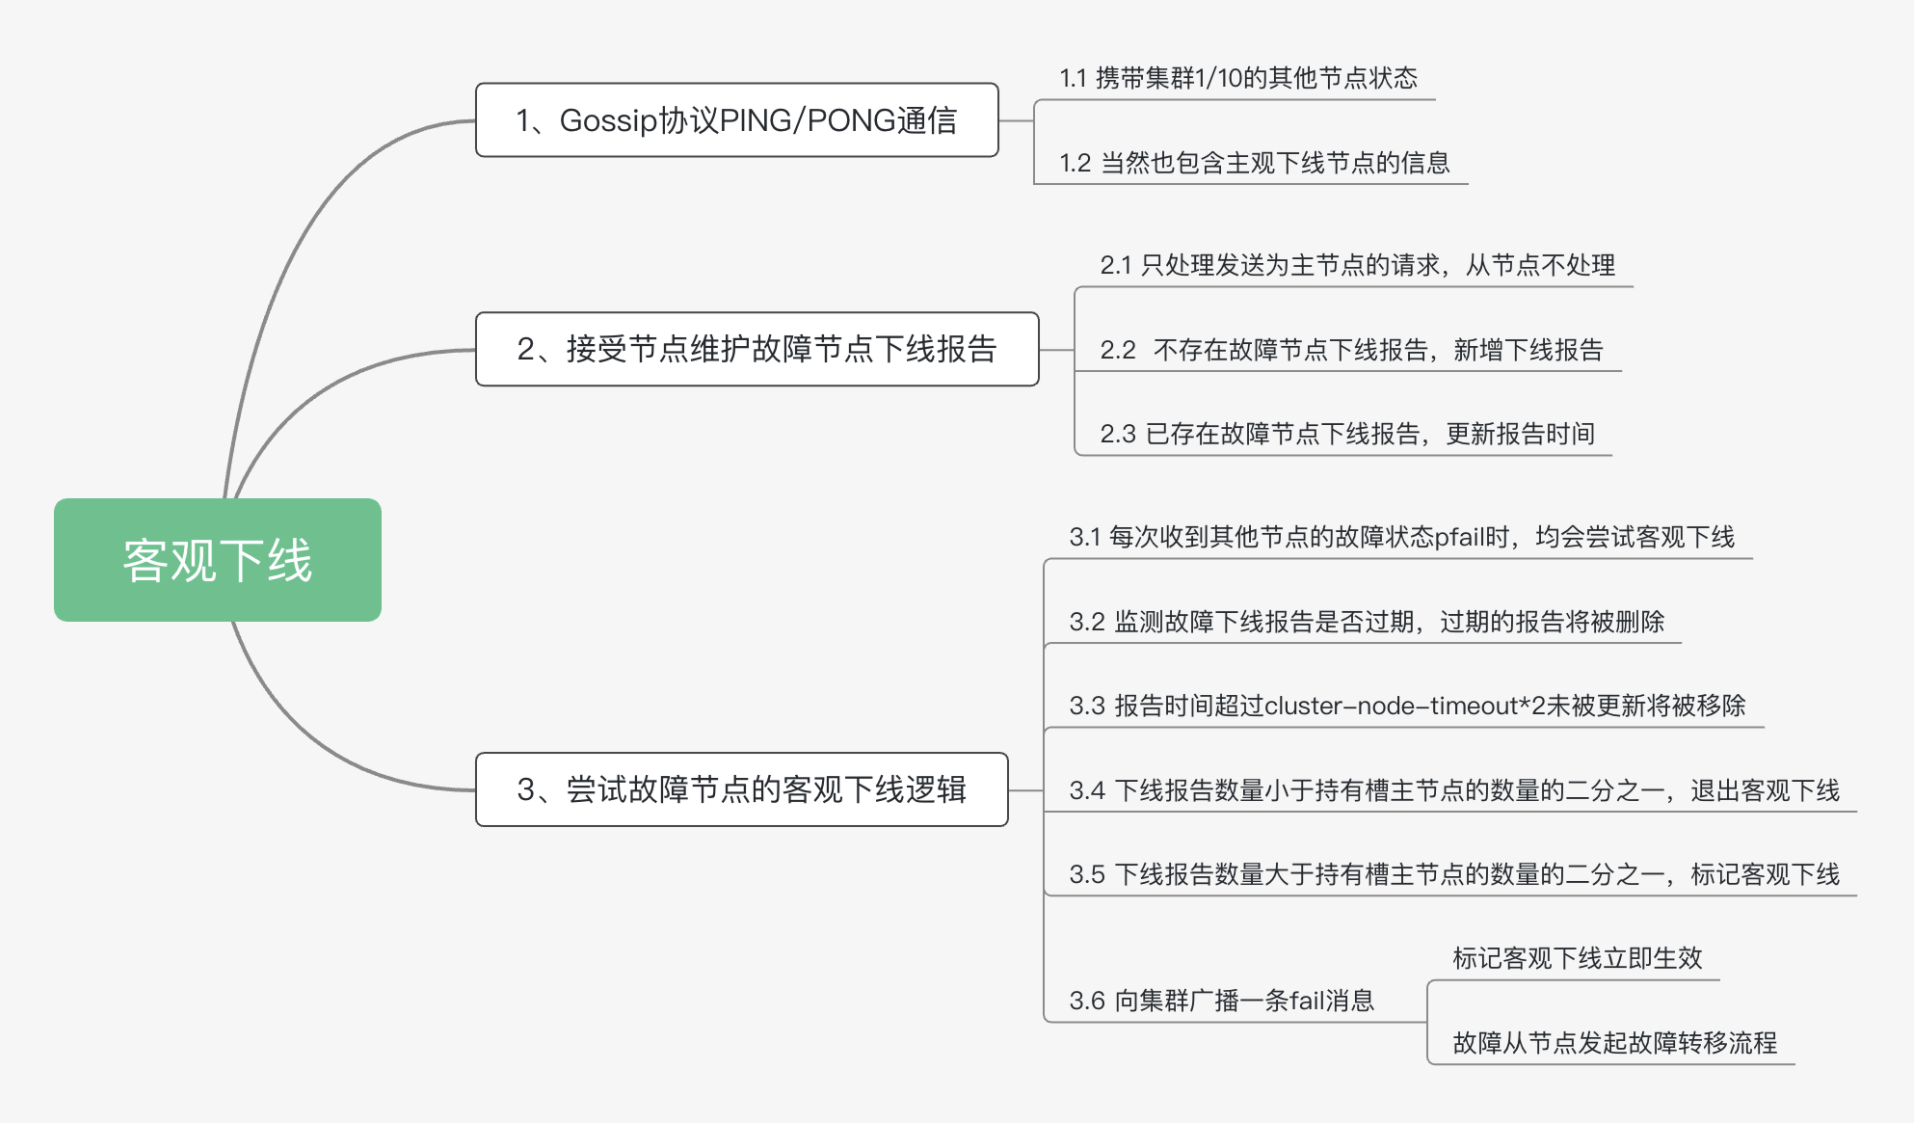 1、Gossip协议PING/PONG通信
1.1 携带集群1/10的其他节点状态
1.2 当然也包含主观下线节点的信息
2、接受节点维护故障节点下线报告
2.1 只处理发送为主节点的请求，从节点不处理
2.2 不存在故障节点下线报告，新增下线报告
2.3 已存在故障节点下线报告，更新报告时间
客观下线
3、尝试故障节点的客观下线逻辑
3.1 每次收到其他节点的故障状态pfail时，均会尝试客观下线
3.2 监测故障下线报告是否过期，过期的报告将被删除
3.3 报告时间超过cluster-node-timeout*2未被更新将被移除
3.4 下线报告数量小于持有槽主节点的数量的二分之一，退出客观下线
3.5 下线报告数量大于持有槽主节点的数量的二分之一，标记客观下线
3.6 向集群广播一条fail消息
标记客观下线立即生效
故障从节点发起故障转移流程